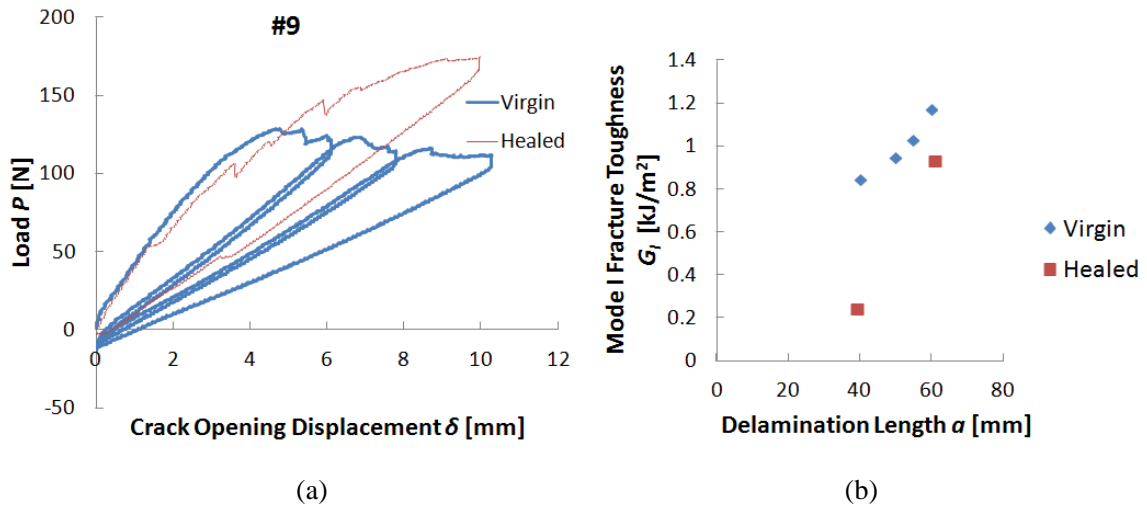 #9
200
150
100
50
0
-50
0 2 4 6 8 10 12
Load P [N]
Crack Opening Displacement δ [mm]
Virgin
Healed
(a)
1.4
1.2
1
0.8
0.6
0.4
0.2
0
0 20 40 60 80
Mode I Fracture Toughness
G_I [kJ/m²]
Delamination Length a [mm]
Virgin
Healed
(b)